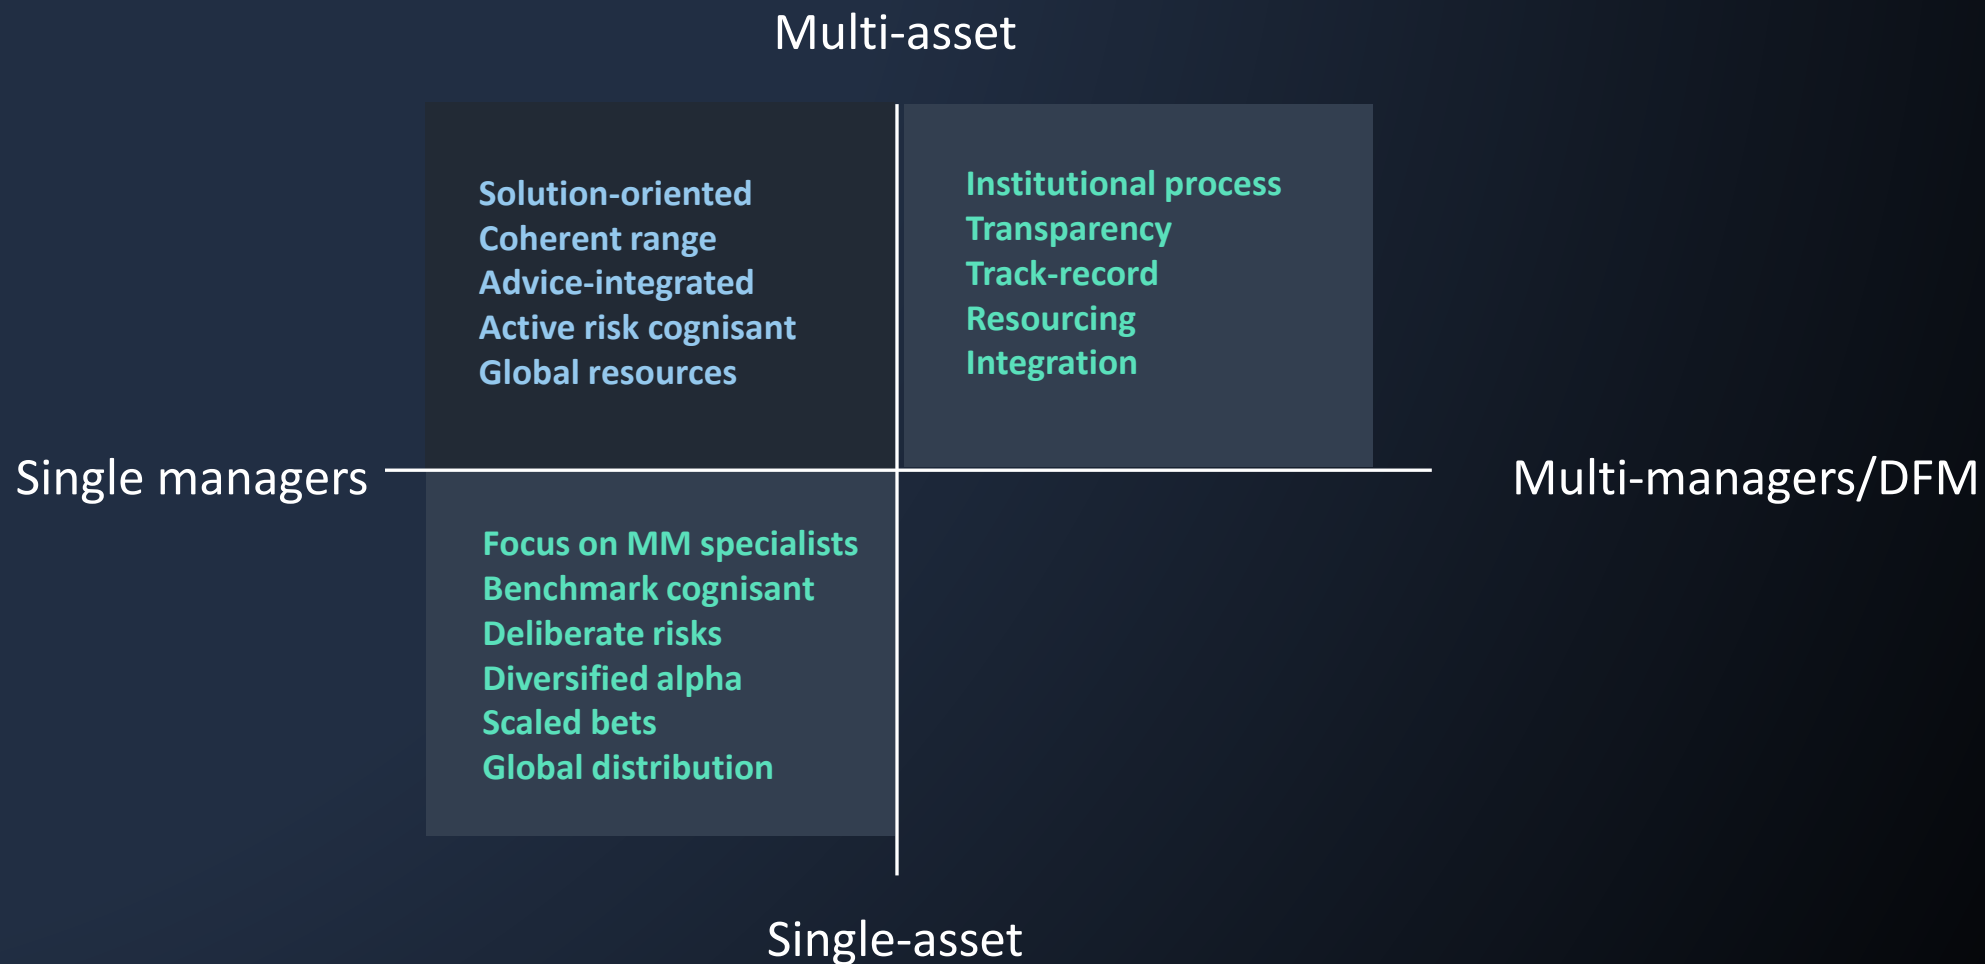 Multi-asset
Solution-oriented
Coherent range
Advice-integrated
Active risk cognisant
Global resources
Institutional process
Transparency
Track-record
Resourcing
Integration
Single managers
Multi-managers/DFM
Focus on MM specialists
Benchmark cognisant
Deliberate risks
Diversified alpha
Scaled bets
Global distribution
Single-asset